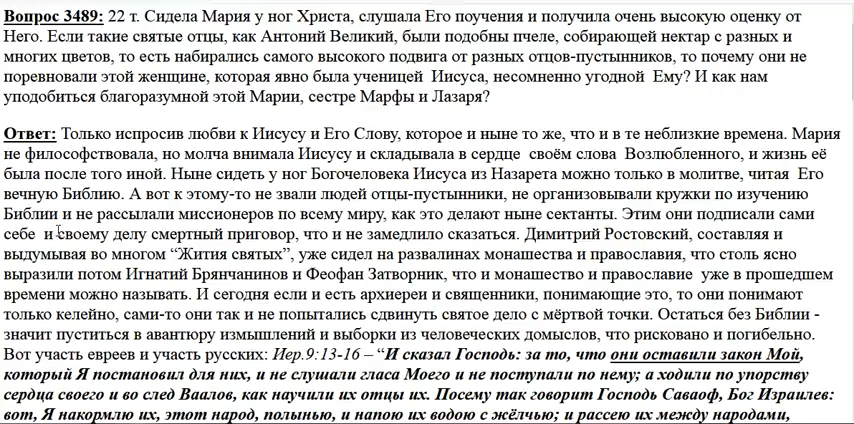 Вопрос 3489: 22 т. Сидела Мария у ног Христа, слушала Его поучения и получила очень высокую оценку от
Него. Если такие святые отцы, как Антоний Великий, были подобны пчеле, собирающей нектар с разных и
многих цветов, то есть набирались самого высокого подвига от разных отцов-пустынников, то почему они не
поревновали этой женщине, которая явно была ученицей Иисуса, несомненно угодной Ему? И как нам
уподобиться благоразумной этой Марии, сестре Марфы и Лазаря?
Ответ: Только испросив любви к Иисусу и Его Слову, которое и ныне то же, что и в те неблизкие времена. Мария
не философствовала, но молча внимала Иисусу и складывала в сердце своём слова Возлюбленного, и жизнь её
была после того иной. Ныне сидеть у ног Богочеловека Иисуса из Назарета можно только в молитве, читая Его
вечную Библию. А вот к этому-то не звали людей отцы-пустынники, не организовывали кружки по изучению
Библии и не рассылали миссионеров по всему миру, как это делают ныне сектанты. Этим они подписали сами
себе и своему делу смертный приговор, что и не замедлило сказаться. Димитрий Ростовский, составляя и
выдумывая во многом “Жития святых”, уже сидел на развалинах монашества и православия, что столь ясно
выразили потом Игнатий Брянчанинов и Феофан Затворник, что и монашество и православие уже в прошедшем
времени можно называть. И сегодня если и есть архиереи и священники, понимающие это, то они понимают
только келейно, сами-то они так и не попытались сдвинуть святое дело с мёртвой точки. Остаться без Библии -
значит пуститься в авантюру измышлений и выборки из человеческих домыслов, что рисковано и погибельно.
Вот участь евреев и участь русских: Иер.9:13-16 – “И сказал Господь: за то, что они оставили закон Мой,
который Я постановил для них, и не слушали гласа Моего и не поступали по нему; а ходили по упорству
сердца своего и во след Ваалов, как научили их отцы их. Посему так говорит Господь Саваоф, Бог Израилев:
вот, Я накормлю их, этот народ, полынью, и напою их водою с жёлчью; и рассею их между народами,